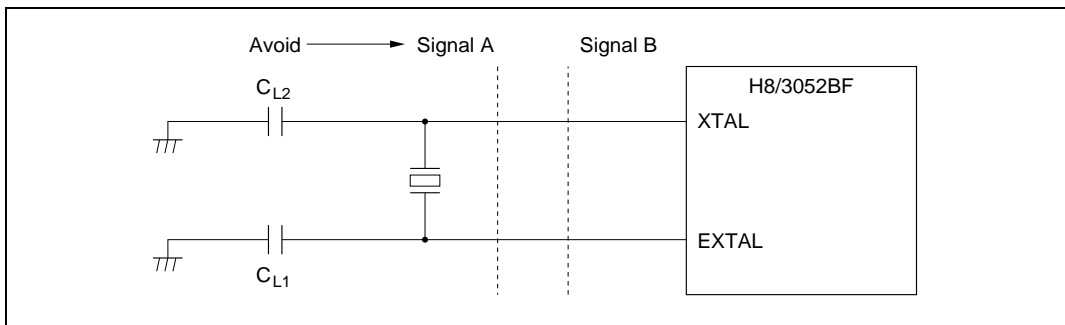 Avoid Signal A Signal B
H8/3052BF
CL2
XTAL
EXTAL
CL1